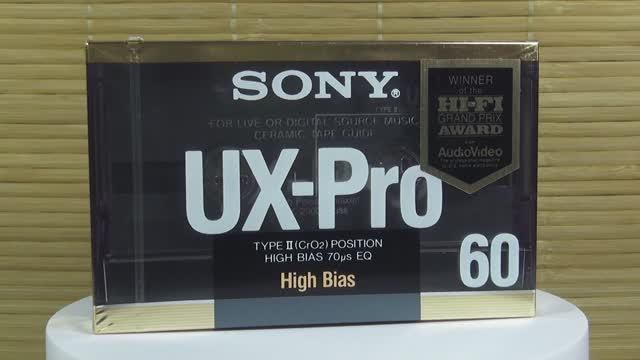 SONY®
TYPE II
FOR LIVE OR DIGITAL SOURCE MUSIC
CERAMIC TAPE GUIDE
UX-Pro
TYPE II (CrO2) POSITION
HIGH BIAS 70µs EQ
High Bias
60
WINNER
of the
HI-FI
GRAND PRIX
AWARD
AudioVideo